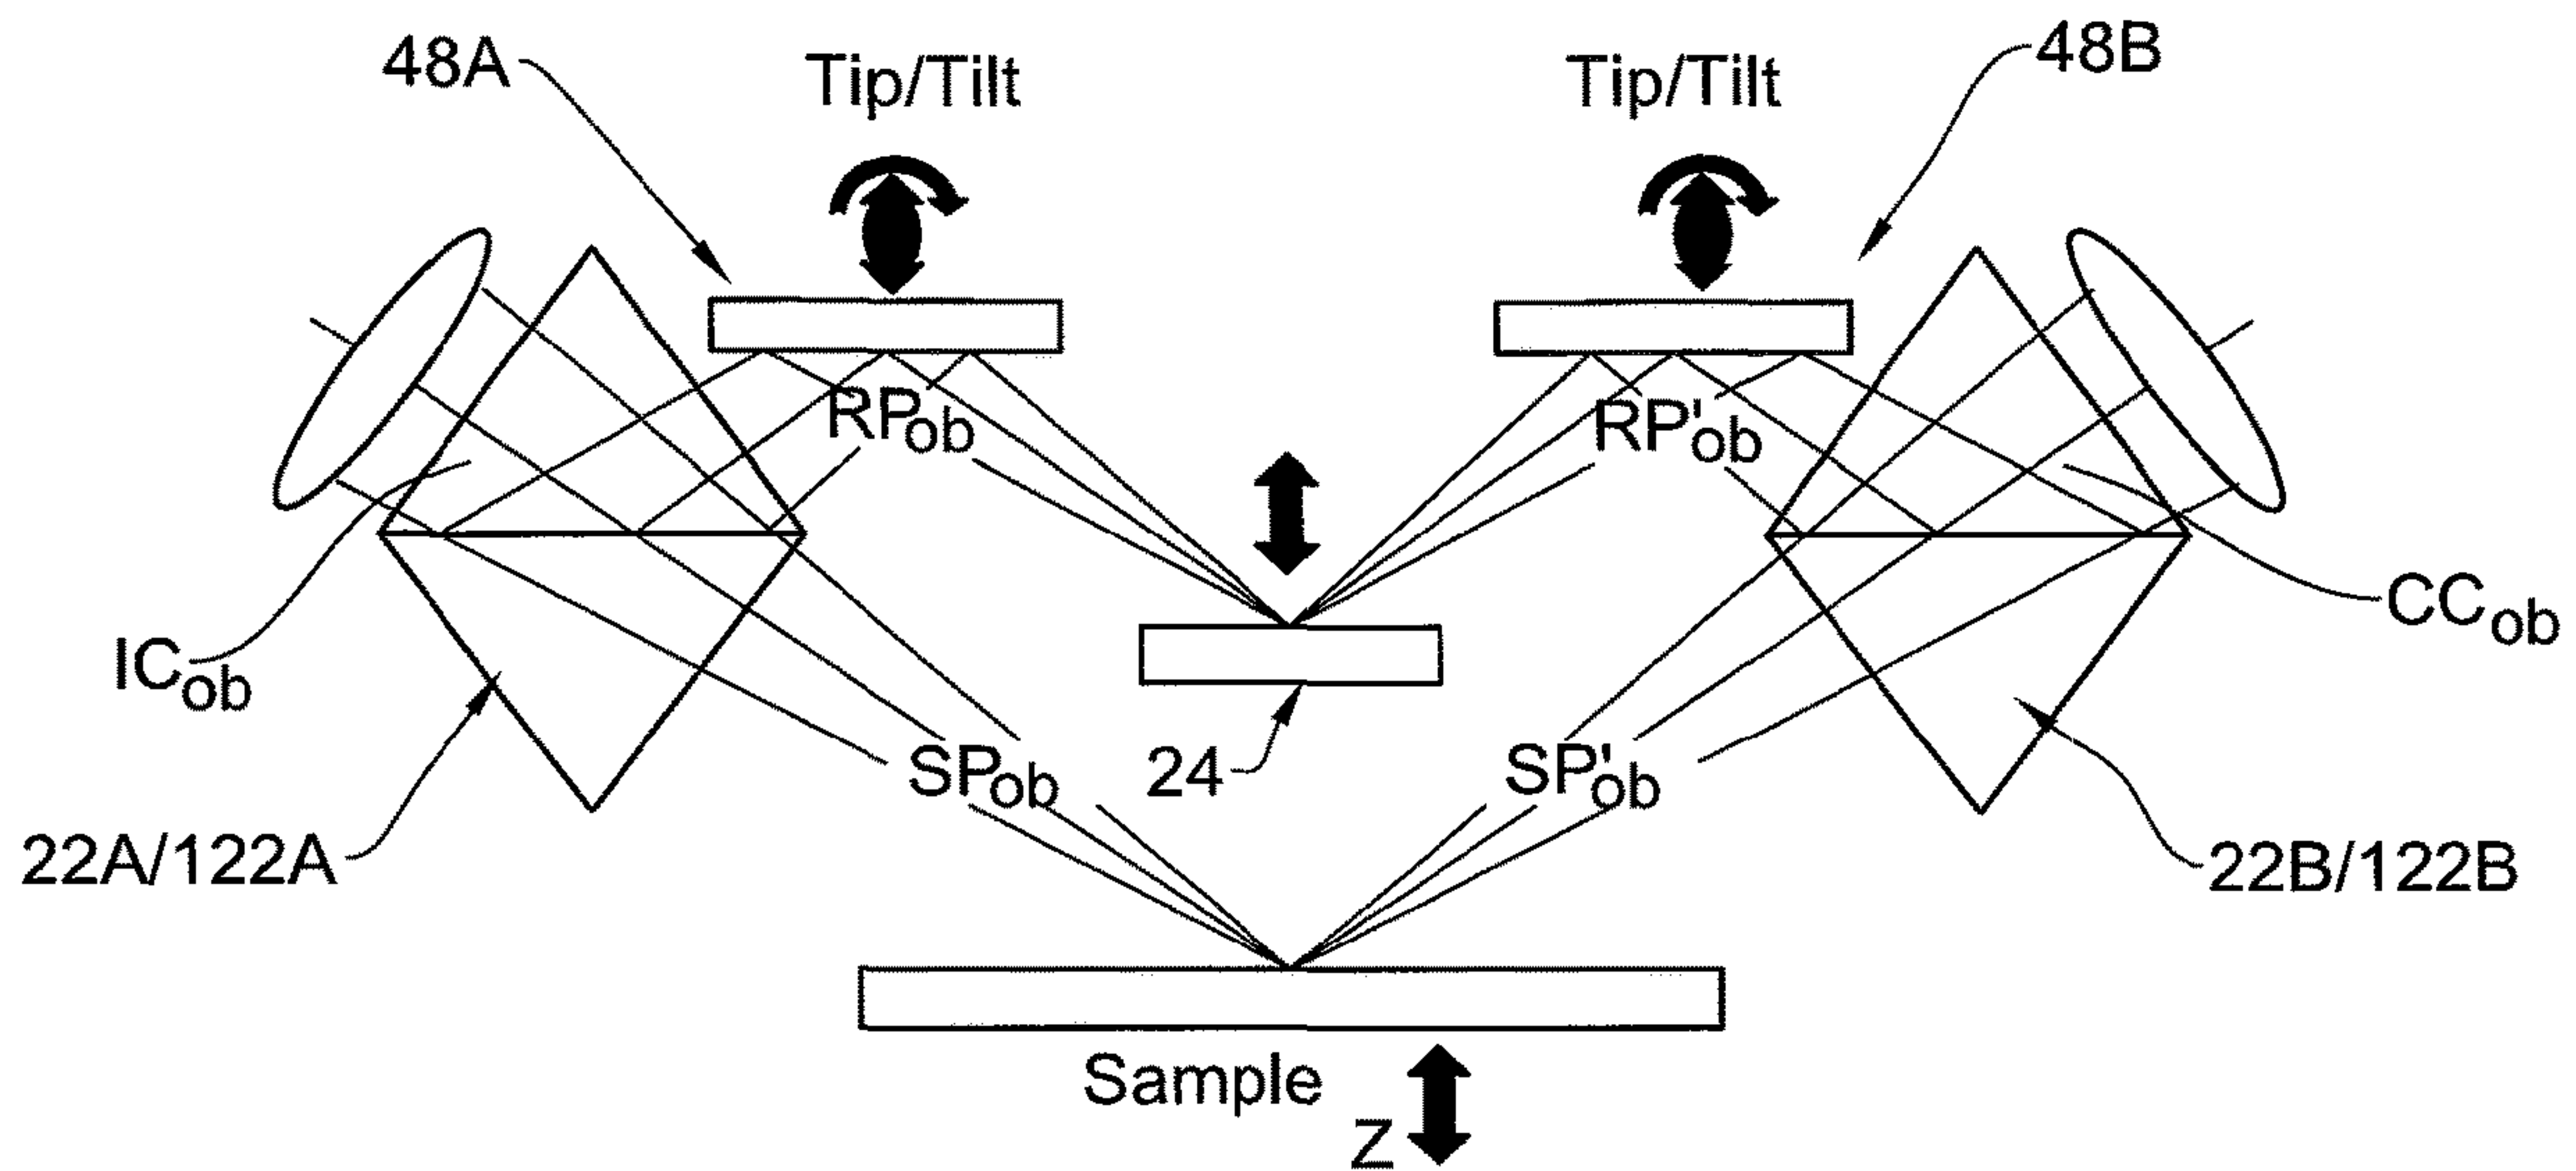 48A
Tip/Tilt
Tip/Tilt
48B
RPob
RP'ob
ICob
CCob
SPob
24
SP'ob
22A/122A
22B/122B
Sample
Z